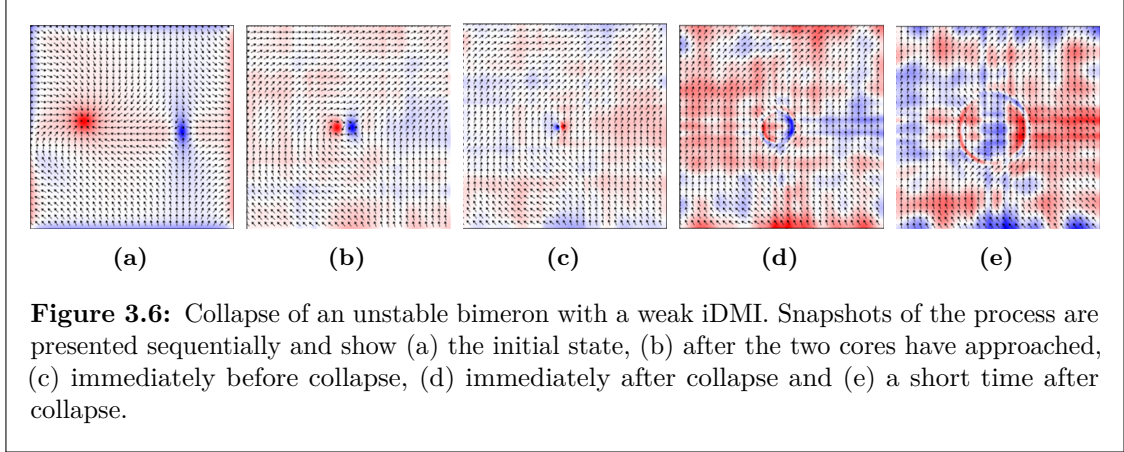 (a) (b) (c) (d) (e)
Figure 3.6: Collapse of an unstable bimeron with a weak iDMI. Snapshots of the process are
presented sequentially and show (a) the initial state, (b) after the two cores have approached,
(c) immediately before collapse, (d) immediately after collapse and (e) a short time after
collapse.